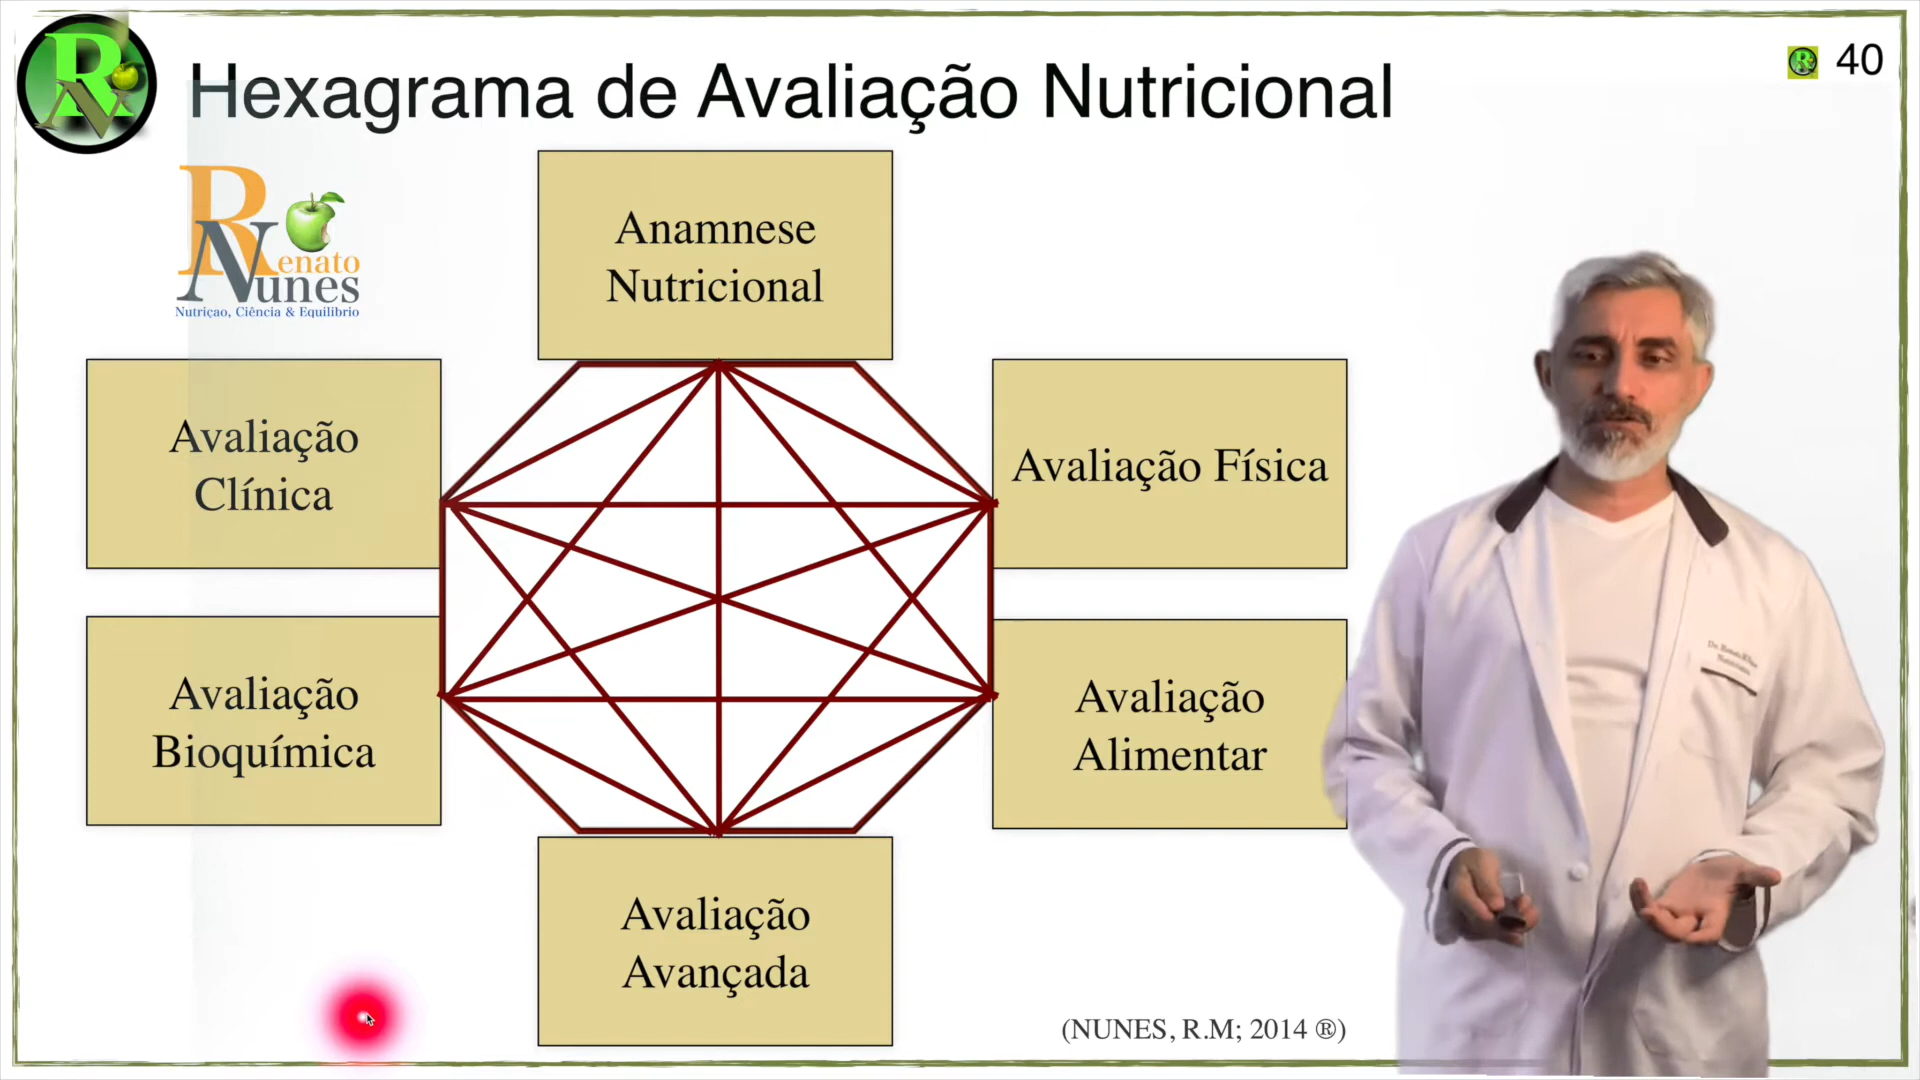 Hexagrama de Avaliação Nutricional
40
Renato
Nunes
Nutriçao, Ciência & Equilíbrio
Anamnese
Nutricional
Avaliação
Clínica
Avaliação Física
Avaliação
Bioquímica
Avaliação
Alimentar
Avaliação
Avançada
(NUNES, R.M; 2014 ®)